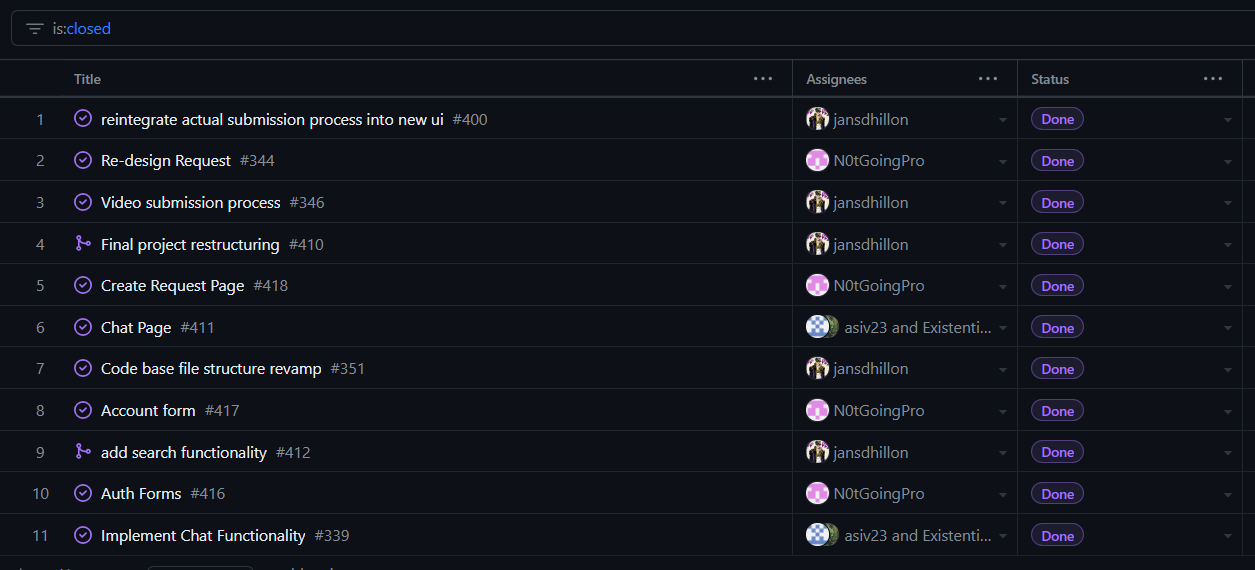 is:closed
Title Assignees Status
1 reintegrate actual submission process into new ui #400 jansdhillon Done
2 Re-design Request #344 N0tGoingPro Done
3 Video submission process #346 jansdhillon Done
4 Final project restructuring #410 jansdhillon Done
5 Create Request Page #418 N0tGoingPro Done
6 Chat Page #411 asiv23 and Existenti... Done
7 Code base file structure revamp #351 jansdhillon Done
8 Account form #417 N0tGoingPro Done
9 add search functionality #412 jansdhillon Done
10 Auth Forms #416 N0tGoingPro Done
11 Implement Chat Functionality #339 asiv23 and Existenti... Done